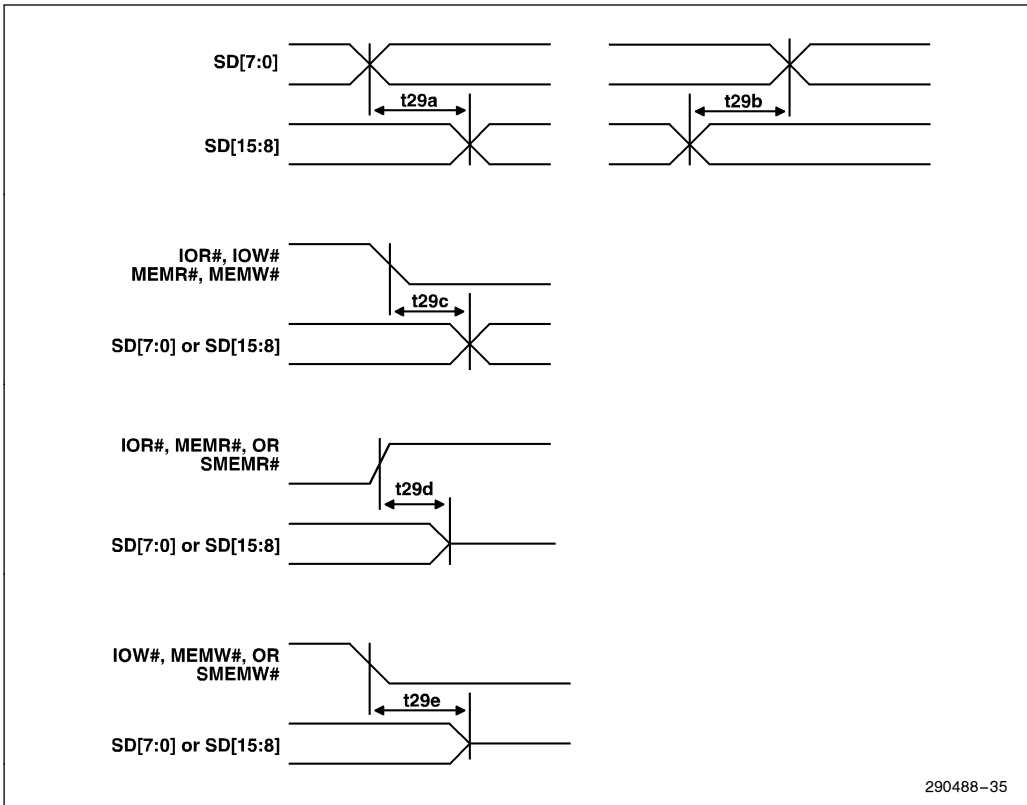 SD[7:0]
t29a
t29b
SD[15:8]
IOR#, IOW#
MEMR#, MEMW#
t29c
SD[7:0] or SD[15:8]
IOR#, MEMR#, OR
SMEMR#
t29d
SD[7:0] or SD[15:8]
IOW#, MEMW#, OR
SMEMW#
t29e
SD[7:0] or SD[15:8]
290488–35